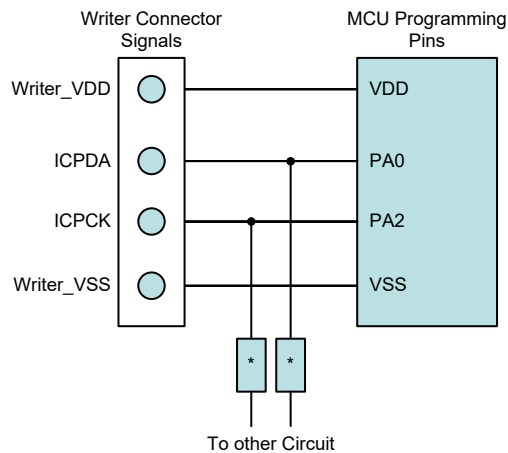 Writer Connector
Signals
MCU Programming
Pins
Writer_VDD
VDD
ICPDA
PA0
ICPCK
PA2
Writer_VSS
VSS
*
*
To other Circuit